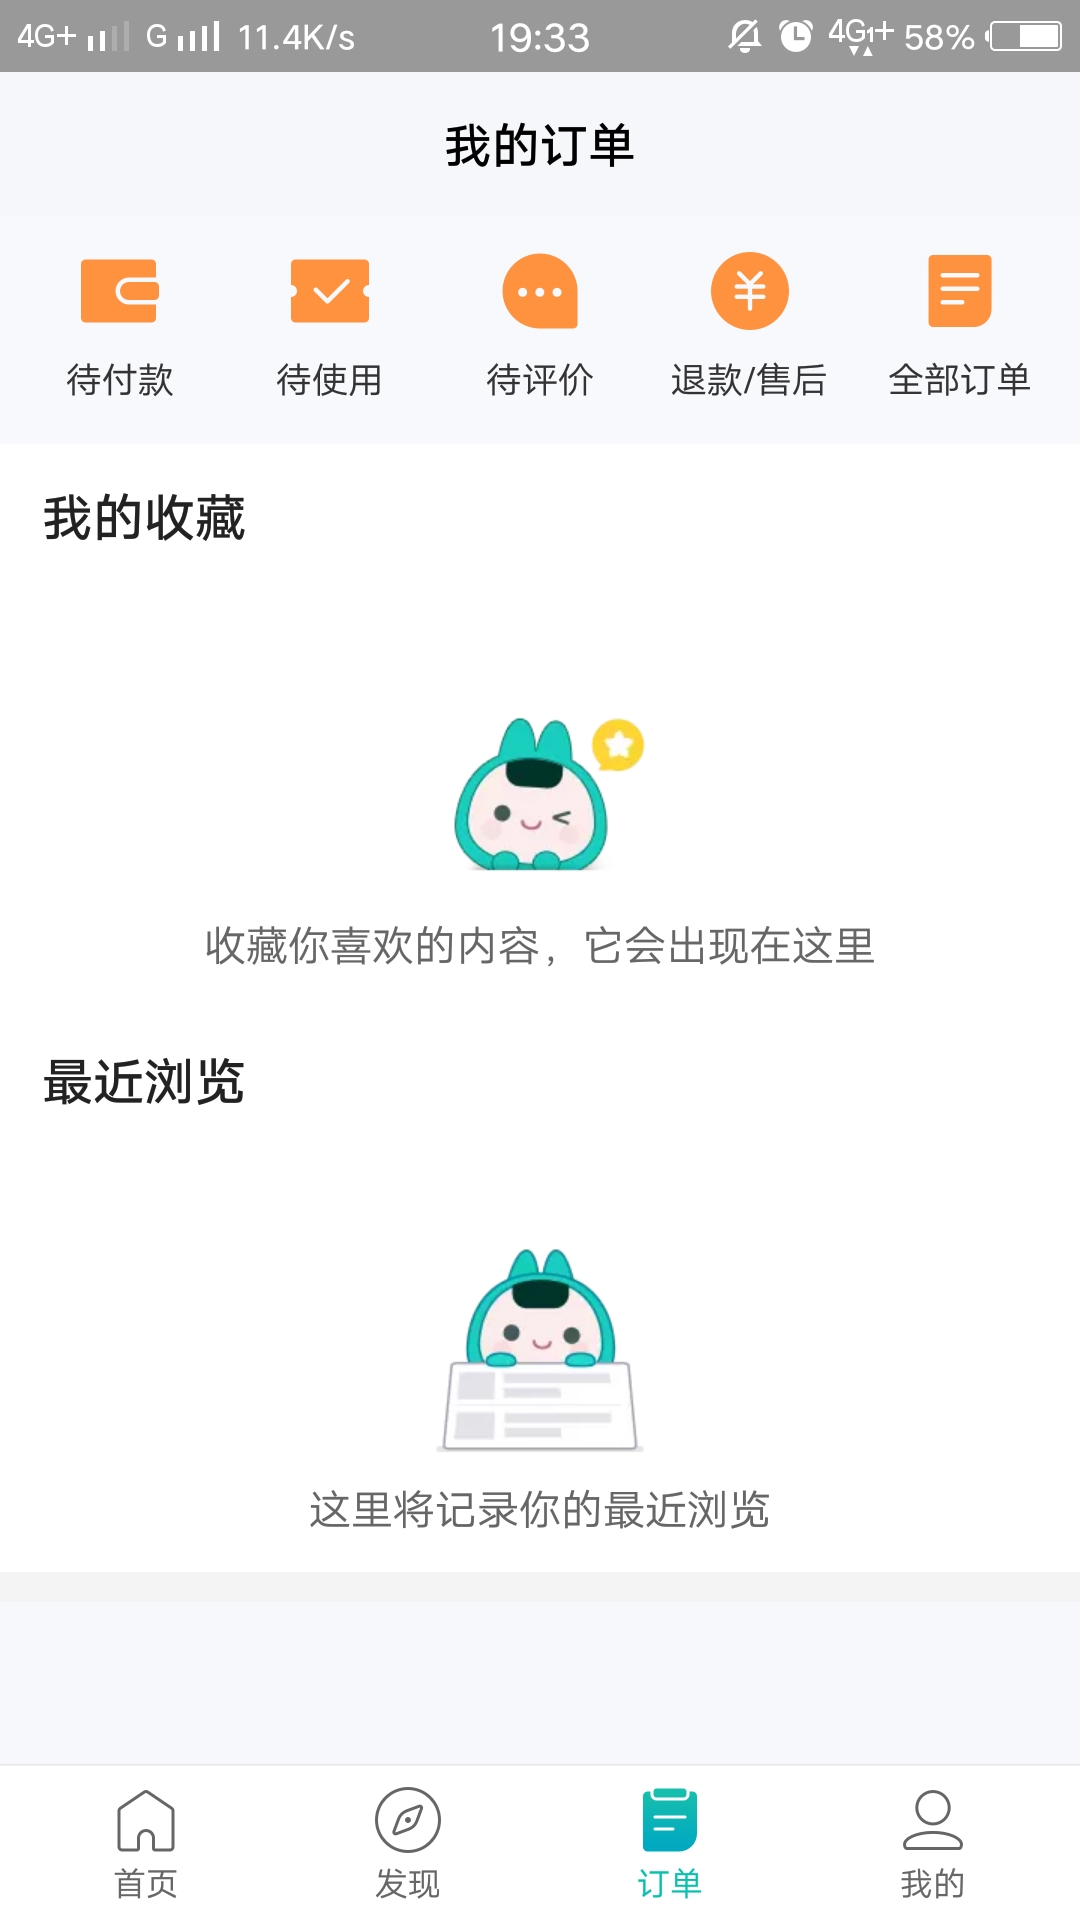 4G+ G 11.4K/s 19:33 4G1+ 58%
我的订单
待付款 待使用 待评价 退款/售后 全部订单
我的收藏
收藏你喜欢的内容，它会出现在这里
最近浏览
这里将记录你的最近浏览
首页 发现 订单 我的